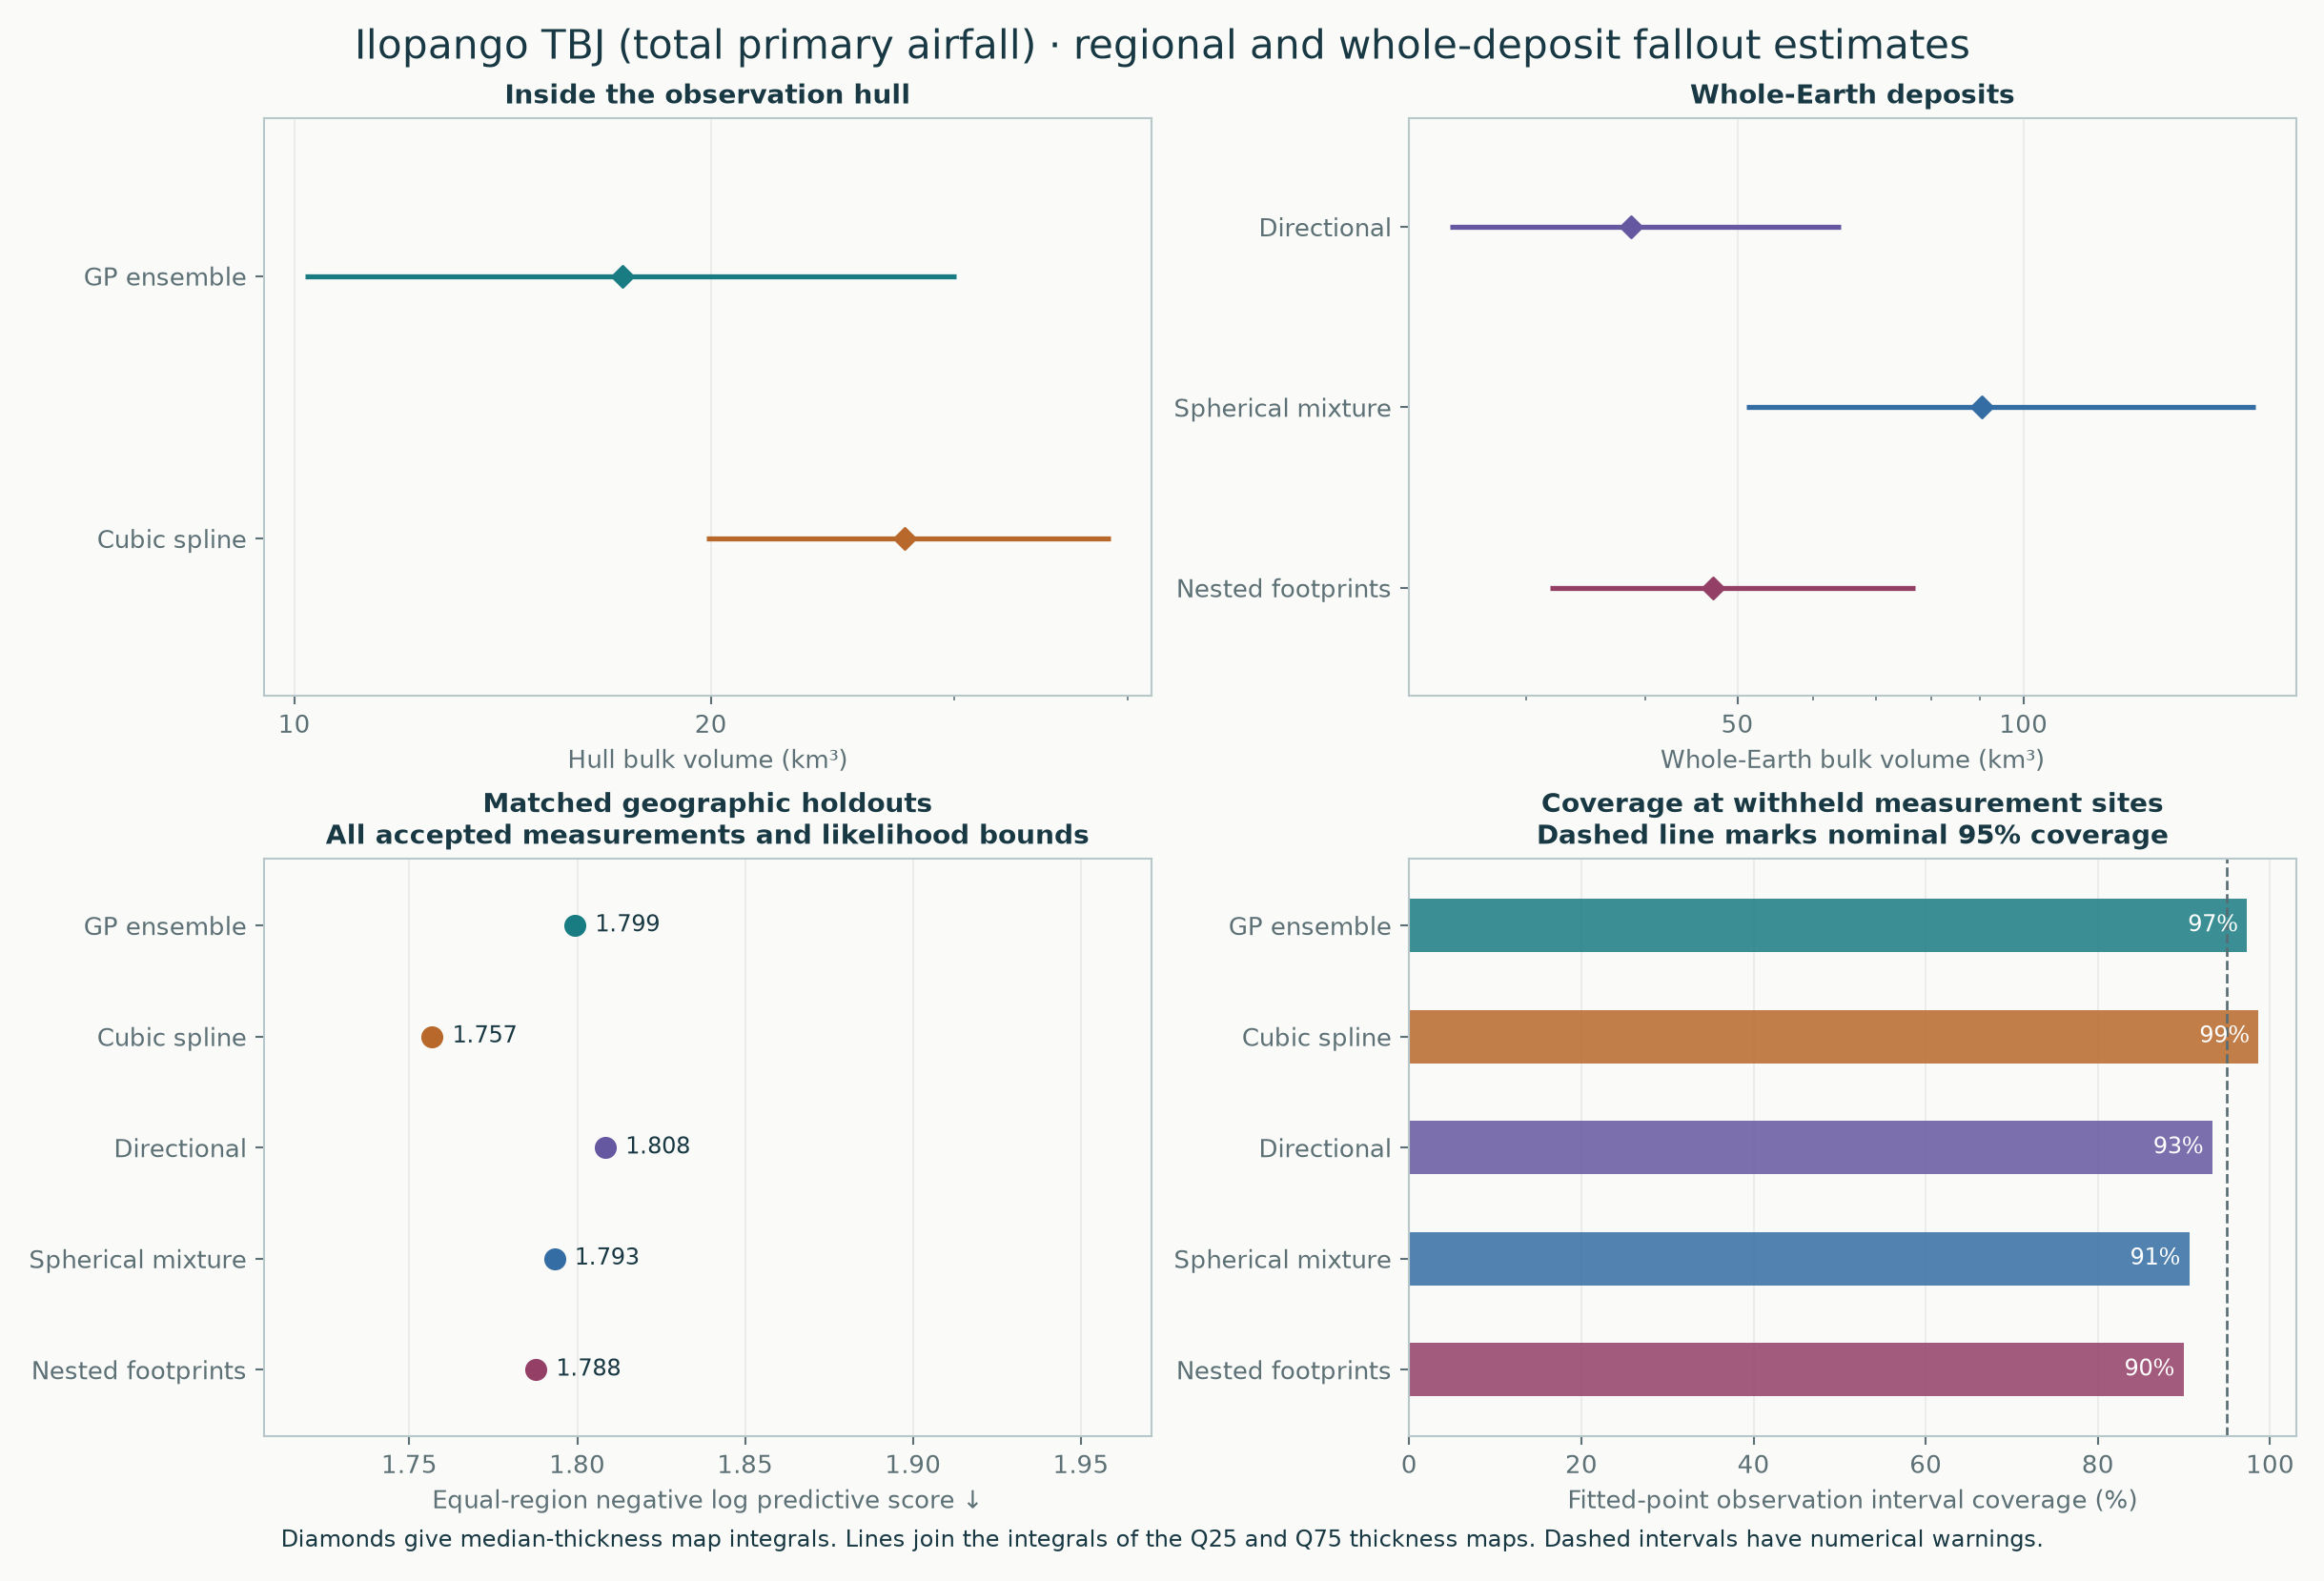 Ilopango TBJ (total primary airfall) · regional and whole-deposit fallout estimates
Inside the observation hull
GP ensemble
Cubic spline
10
20
Hull bulk volume (km³)
Whole-Earth deposits
Directional
Spherical mixture
Nested footprints
50
100
Whole-Earth bulk volume (km³)
Matched geographic holdouts
All accepted measurements and likelihood bounds
GP ensemble
1.799
Cubic spline
1.757
Directional
1.808
Spherical mixture
1.793
Nested footprints
1.788
1.75
1.80
1.85
1.90
1.95
Equal-region negative log predictive score ↓
Coverage at withheld measurement sites
Dashed line marks nominal 95% coverage
GP ensemble
97%
Cubic spline
99%
Directional
93%
Spherical mixture
91%
Nested footprints
90%
0
20
40
60
80
100
Fitted-point observation interval coverage (%)
Diamonds give median-thickness map integrals. Lines join the integrals of the Q25 and Q75 thickness maps. Dashed intervals have numerical warnings.